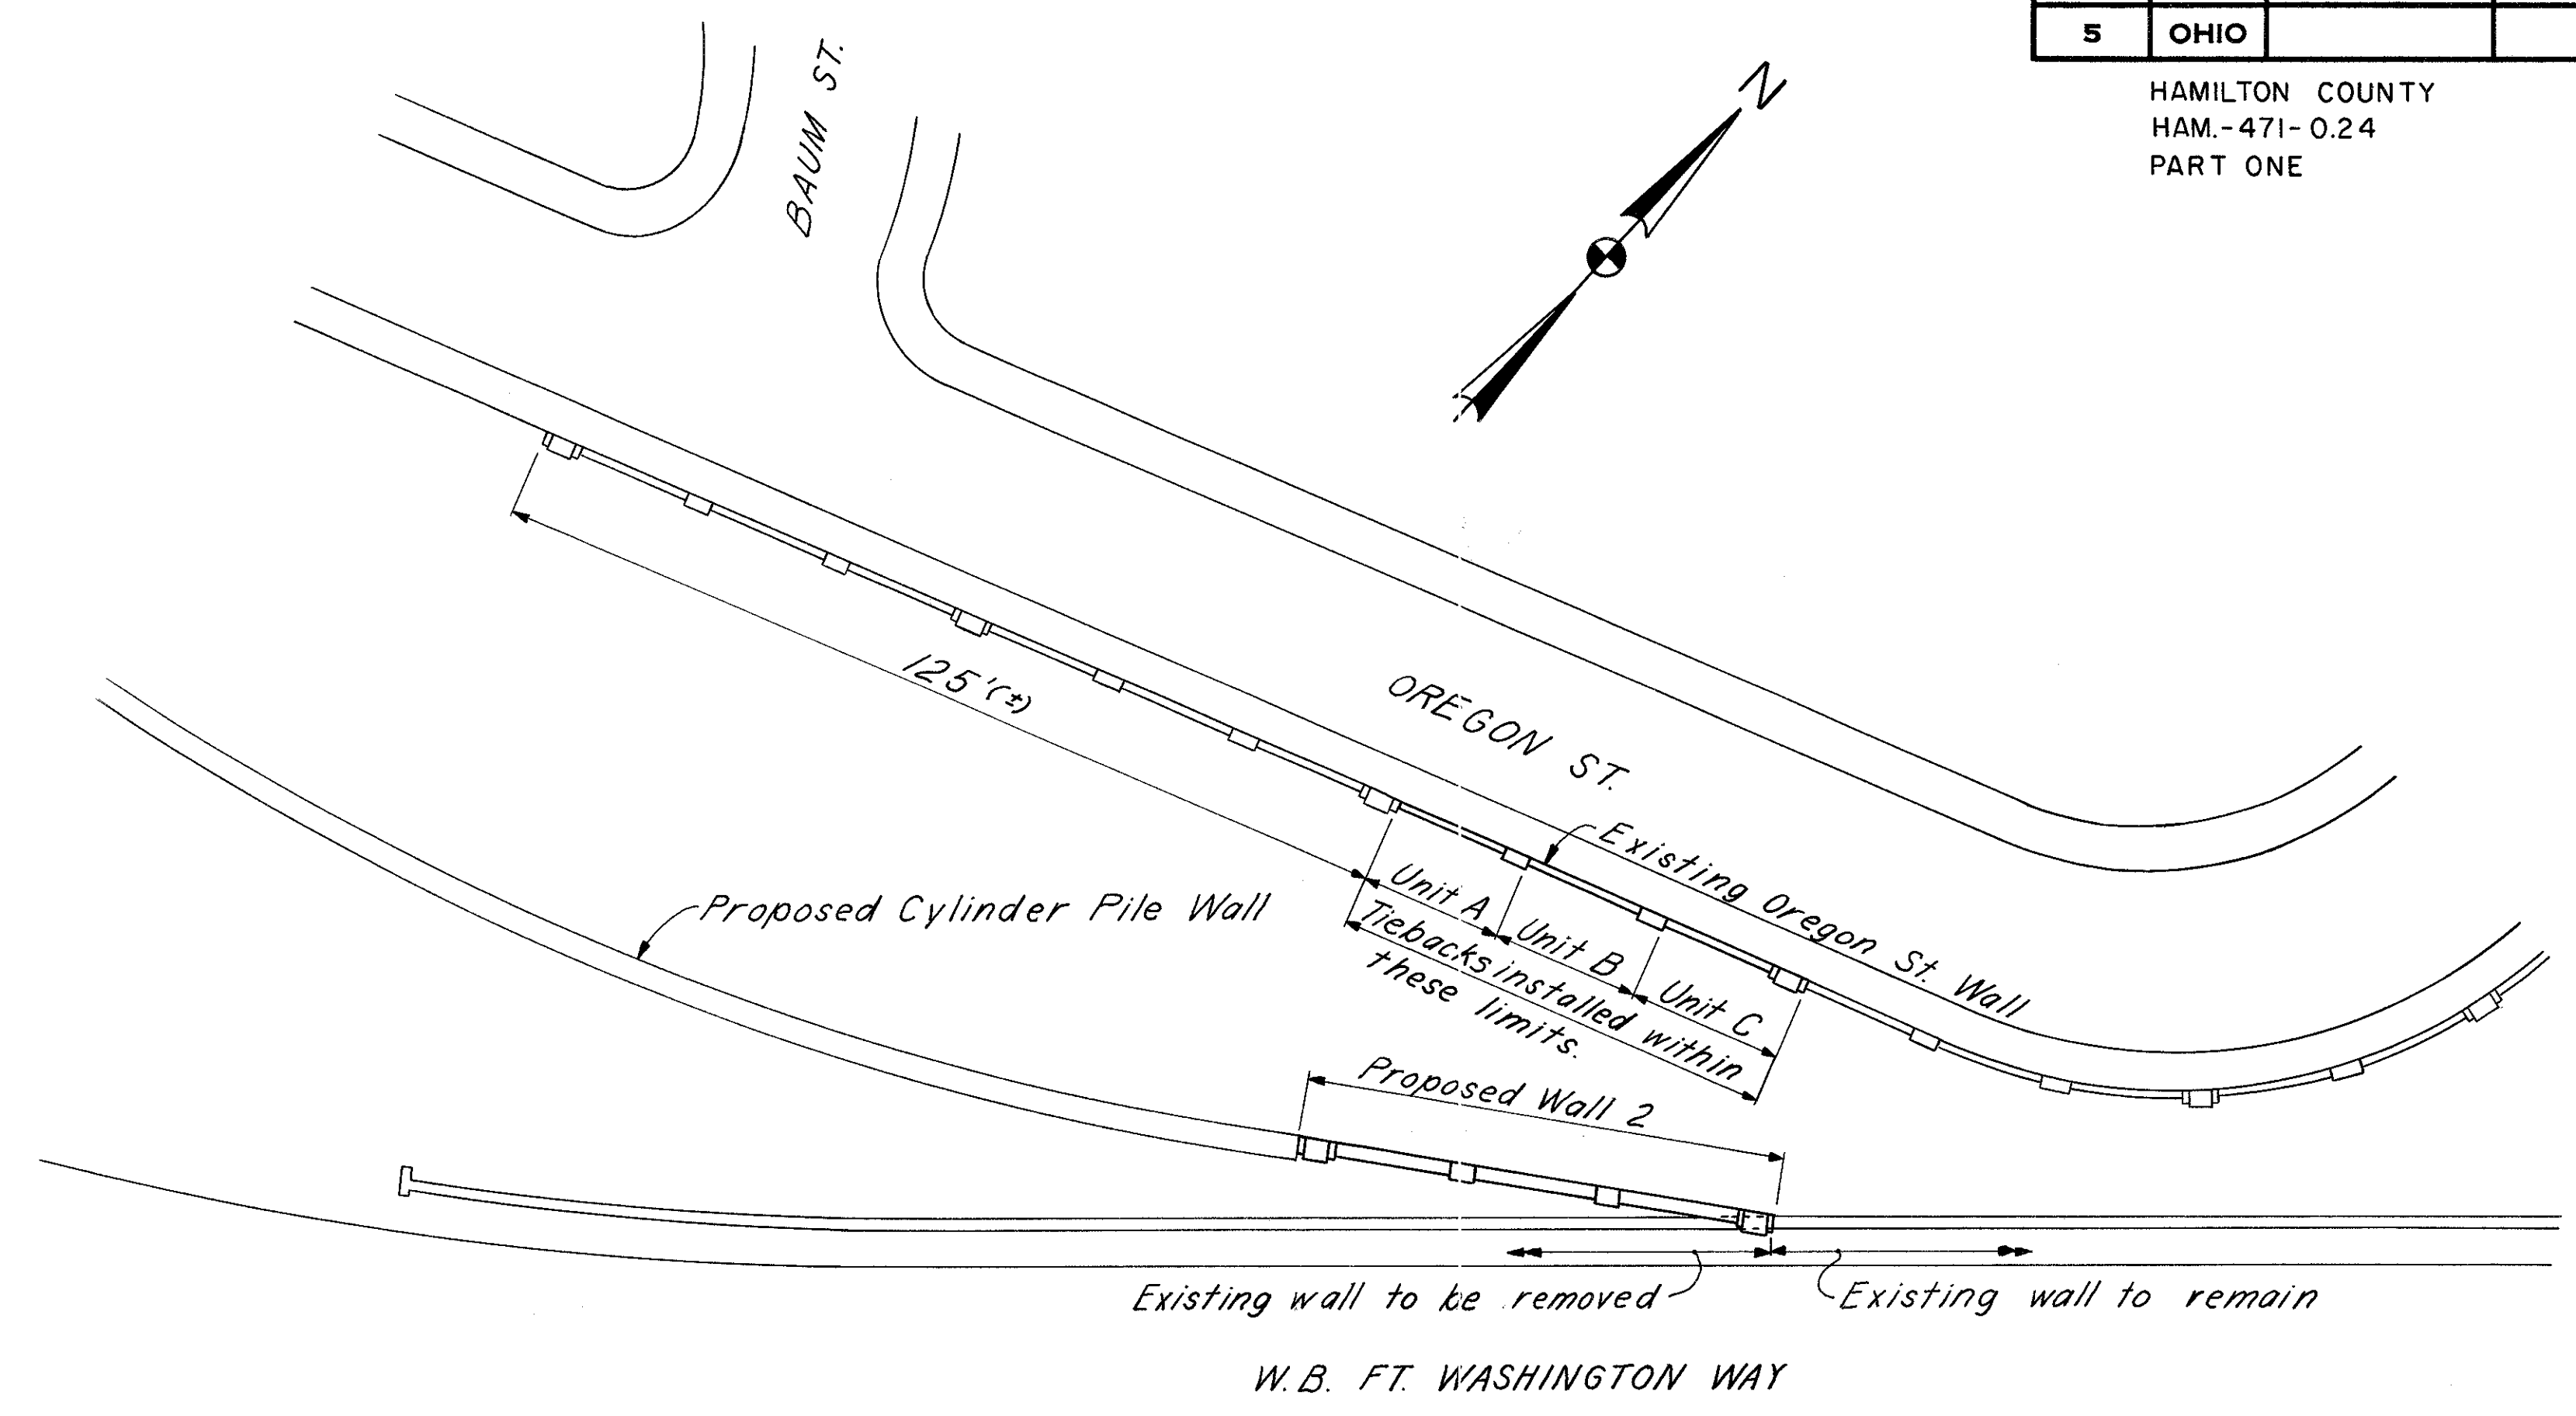 5 OHIO
HAMILTON COUNTY
HAM.-471-0.24
PART ONE
N
BAUM ST.
125'(±)
OREGON ST.
Existing Oregon St. Wall
Proposed Cylinder Pile Wall
Unit A
Unit B
Unit C
Tiebacks installed within
these limits.
Proposed Wall 2
Existing wall to be removed
Existing wall to remain
W.B. FT. WASHINGTON WAY